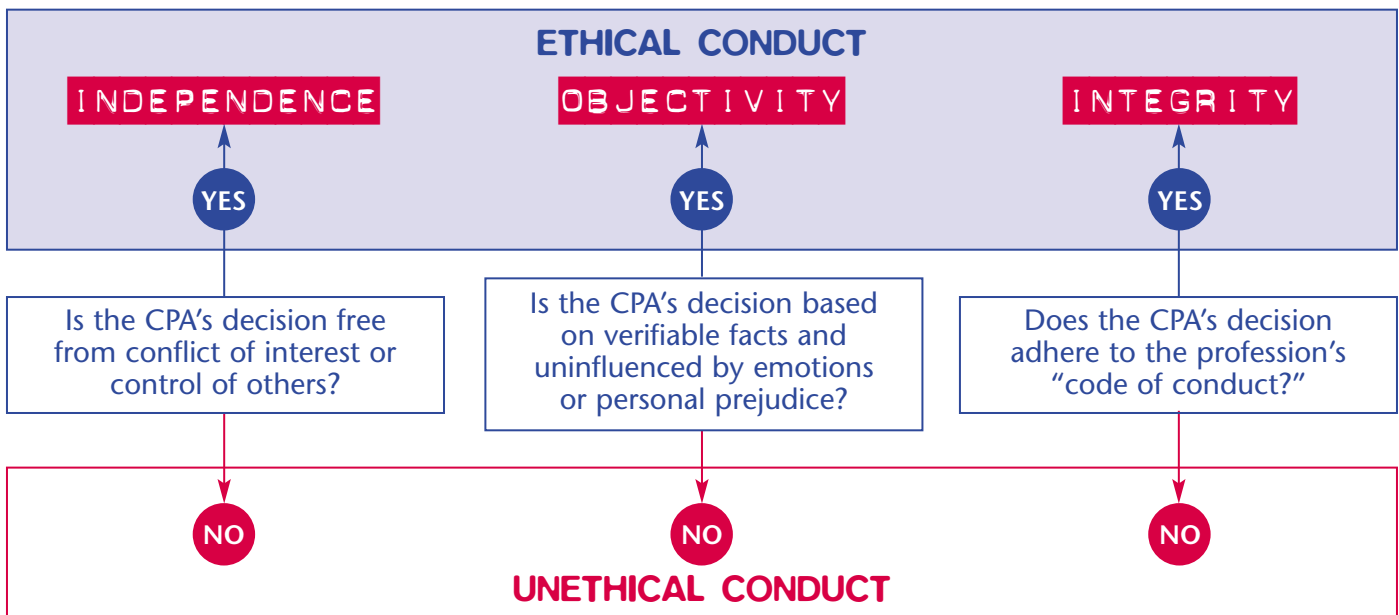 ETHICAL CONDUCT
INDEPENDENCE
OBJECTIVITY
INTEGRITY
YES
YES
YES
Is the CPA’s decision free
from conflict of interest or
control of others?
Is the CPA’s decision based
on verifiable facts and
uninfluenced by emotions
or personal prejudice?
Does the CPA’s decision
adhere to the profession’s
“code of conduct?”
NO
NO
NO
UNETHICAL CONDUCT